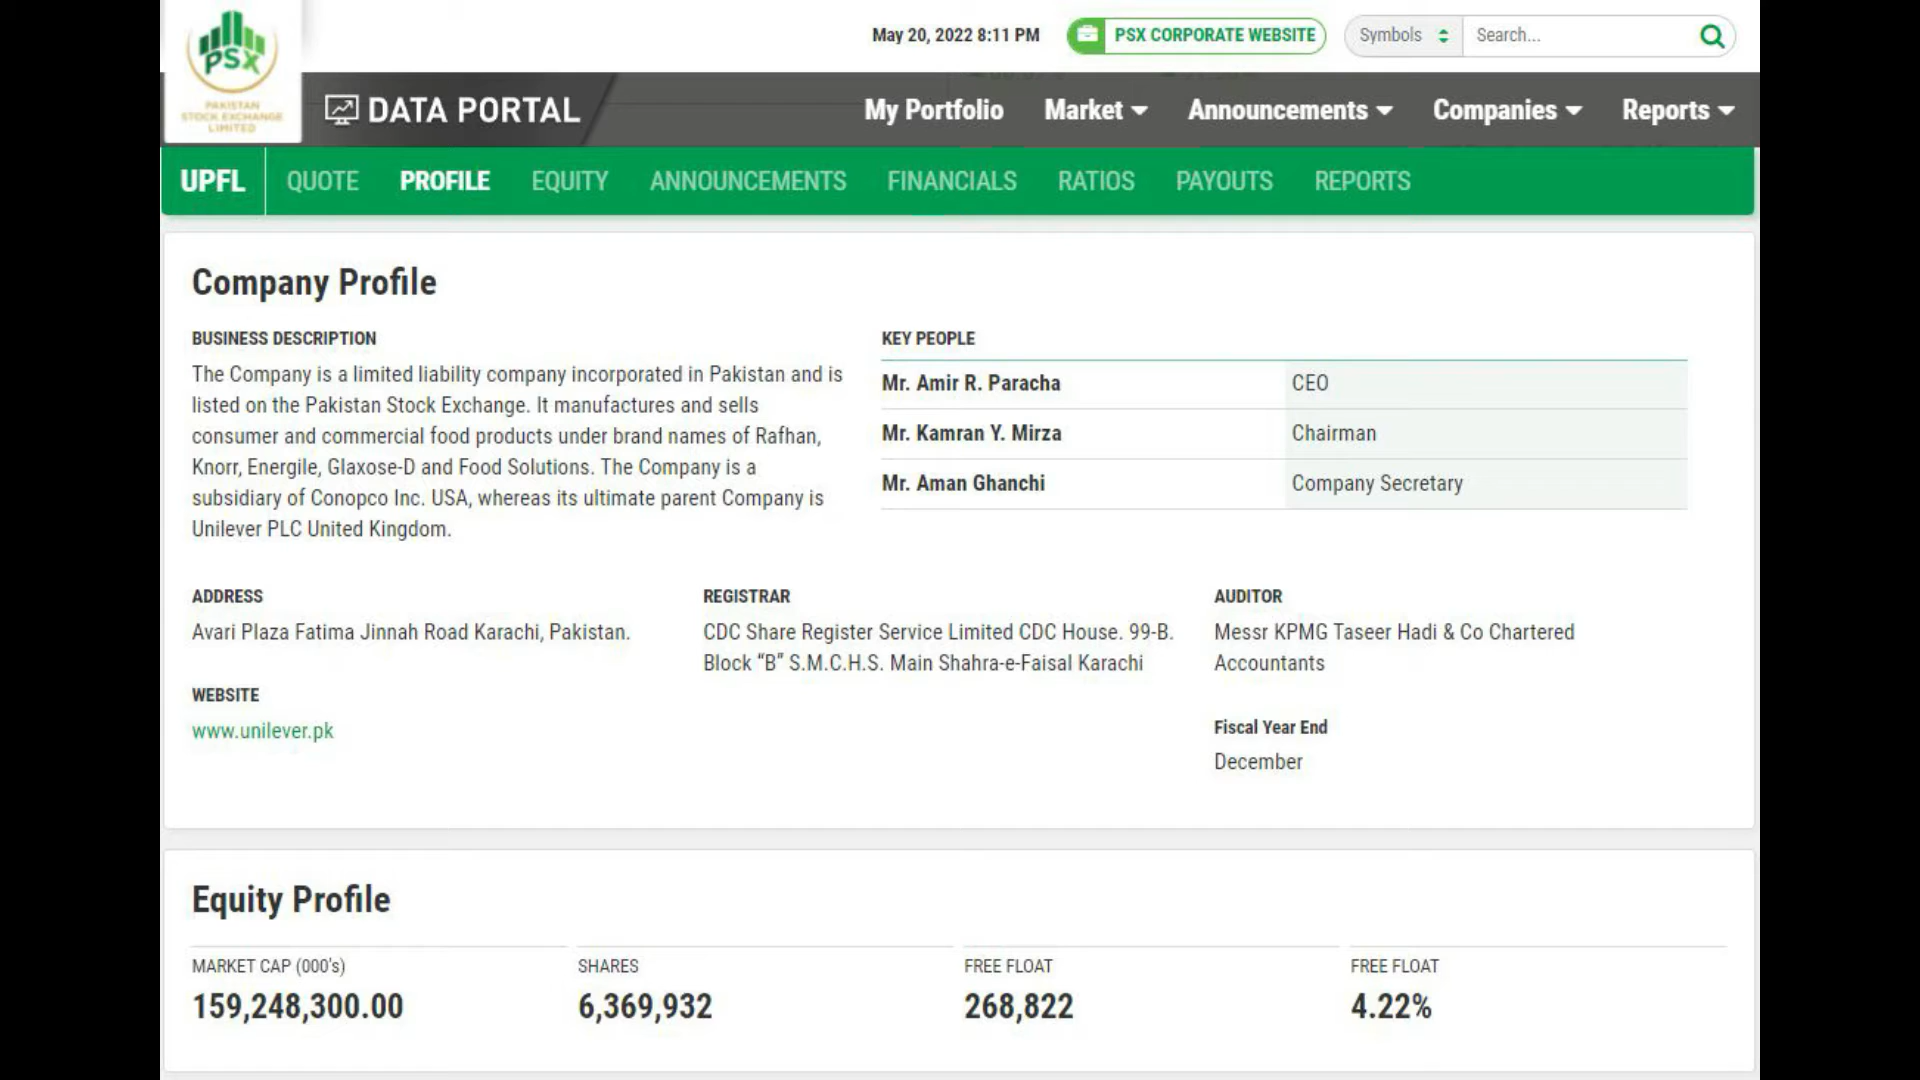 PSX
PAKISTAN
STOCK EXCHANGE
LIMITED
May 20, 2022 8:11 PM
PSX CORPORATE WEBSITE
Symbols
Search...
DATA PORTAL
My Portfolio
Market
Announcements
Companies
Reports
UPFL
QUOTE
PROFILE
EQUITY
ANNOUNCEMENTS
FINANCIALS
RATIOS
PAYOUTS
REPORTS
Company Profile
BUSINESS DESCRIPTION
The Company is a limited liability company incorporated in Pakistan and is
listed on the Pakistan Stock Exchange. It manufactures and sells
consumer and commercial food products under brand names of Rafhan,
Knorr, Energile, Glaxose-D and Food Solutions. The Company is a
subsidiary of Conopco Inc. USA, whereas its ultimate parent Company is
Unilever PLC United Kingdom.
KEY PEOPLE
Mr. Amir R. Paracha CEO
Mr. Kamran Y. Mirza Chairman
Mr. Aman Ghanchi Company Secretary
ADDRESS
Avari Plaza Fatima Jinnah Road Karachi, Pakistan.
WEBSITE
www.unilever.pk
REGISTRAR
CDC Share Register Service Limited CDC House. 99-B.
Block “B” S.M.C.H.S. Main Shahra-e-Faisal Karachi
AUDITOR
Messr KPMG Taseer Hadi & Co Chartered
Accountants
Fiscal Year End
December
Equity Profile
MARKET CAP (000's)
159,248,300.00
SHARES
6,369,932
FREE FLOAT
268,822
FREE FLOAT
4.22%